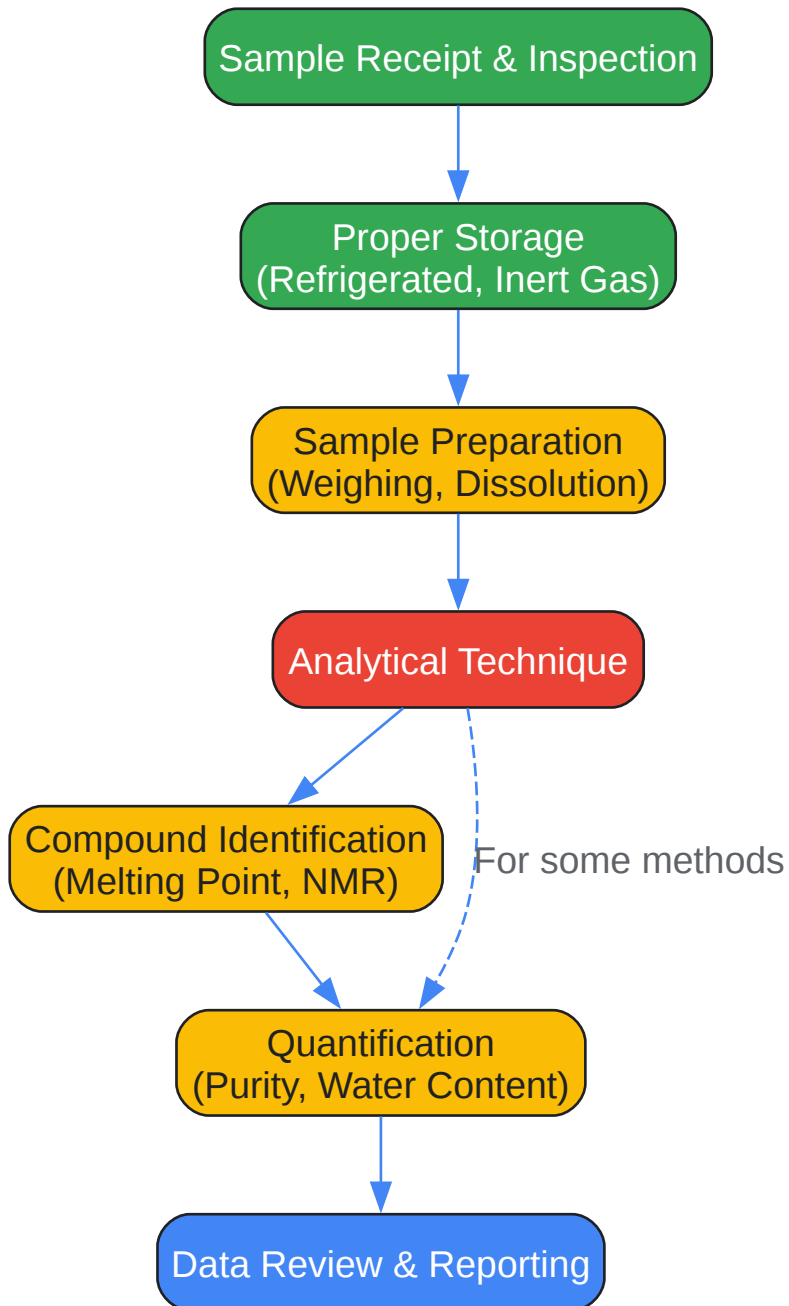 Sample Receipt & Inspection
Proper Storage
(Refrigerated, Inert Gas)
Sample Preparation
(Weighing, Dissolution)
Analytical Technique
Compound Identification
(Melting Point, NMR)
For some methods
Quantification
(Purity, Water Content)
Data Review & Reporting